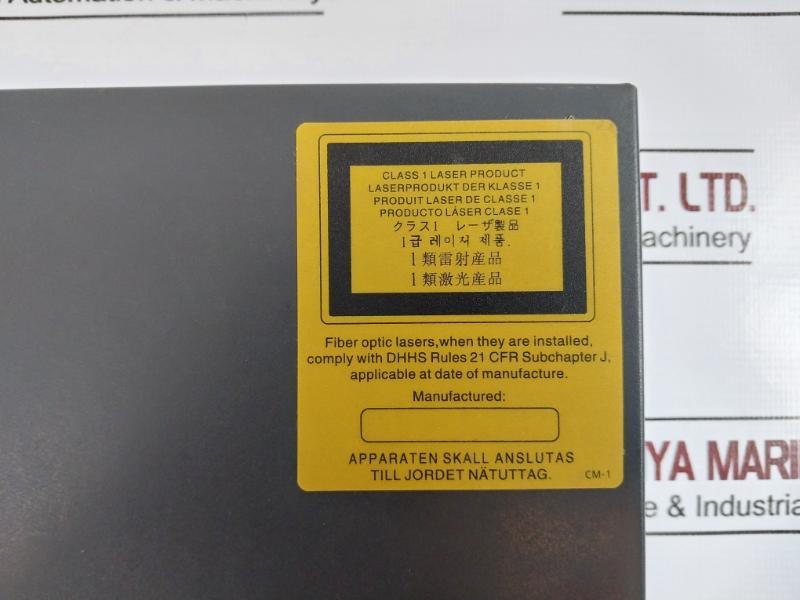 CLASS 1 LASER PRODUCT
LASERPRODUKT DER KLASSE 1
PRODUIT LASER DE CLASSE 1
PRODUCTO LÁSER CLASE 1
クラス1 レーザ製品
1급 레이저 제품.
1類雷射産品
1類激光産品
Fiber optic lasers,when they are installed,
comply with DHHS Rules 21 CFR Subchapter J,
applicable at date of manufacture.
Manufactured:
APPARATEN SKALL ANSLUTAS
TILL JORDET NÄTUTTAG.
CM-1
T. LTD.
achinery
YA MARI
e & Industria